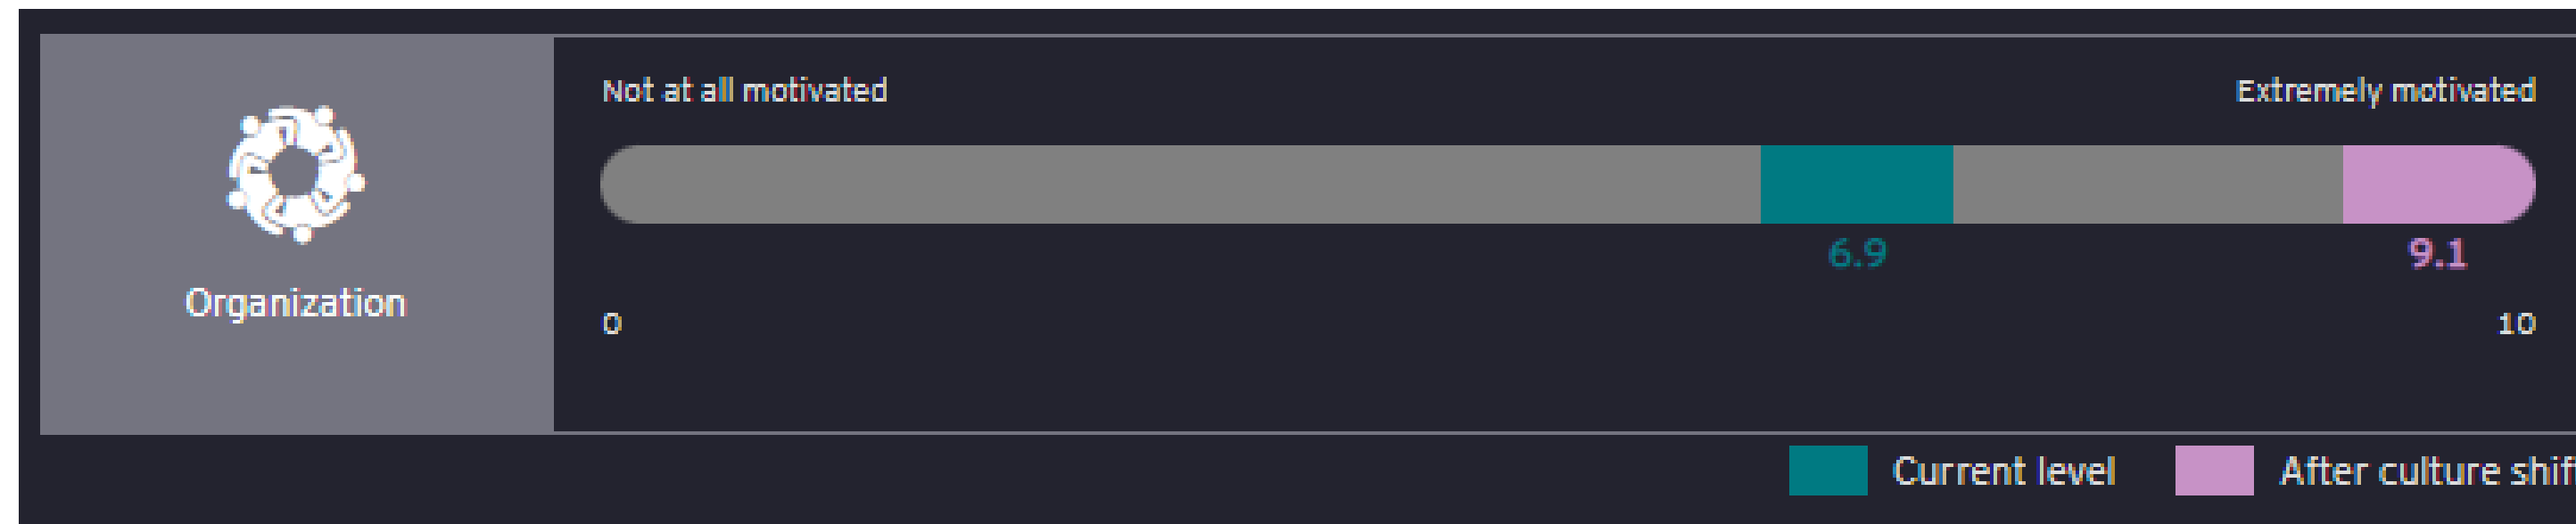 Not at all motivated
Extremely motivated
6.9
9.1
Organization
0
10
Current level
After culture shif